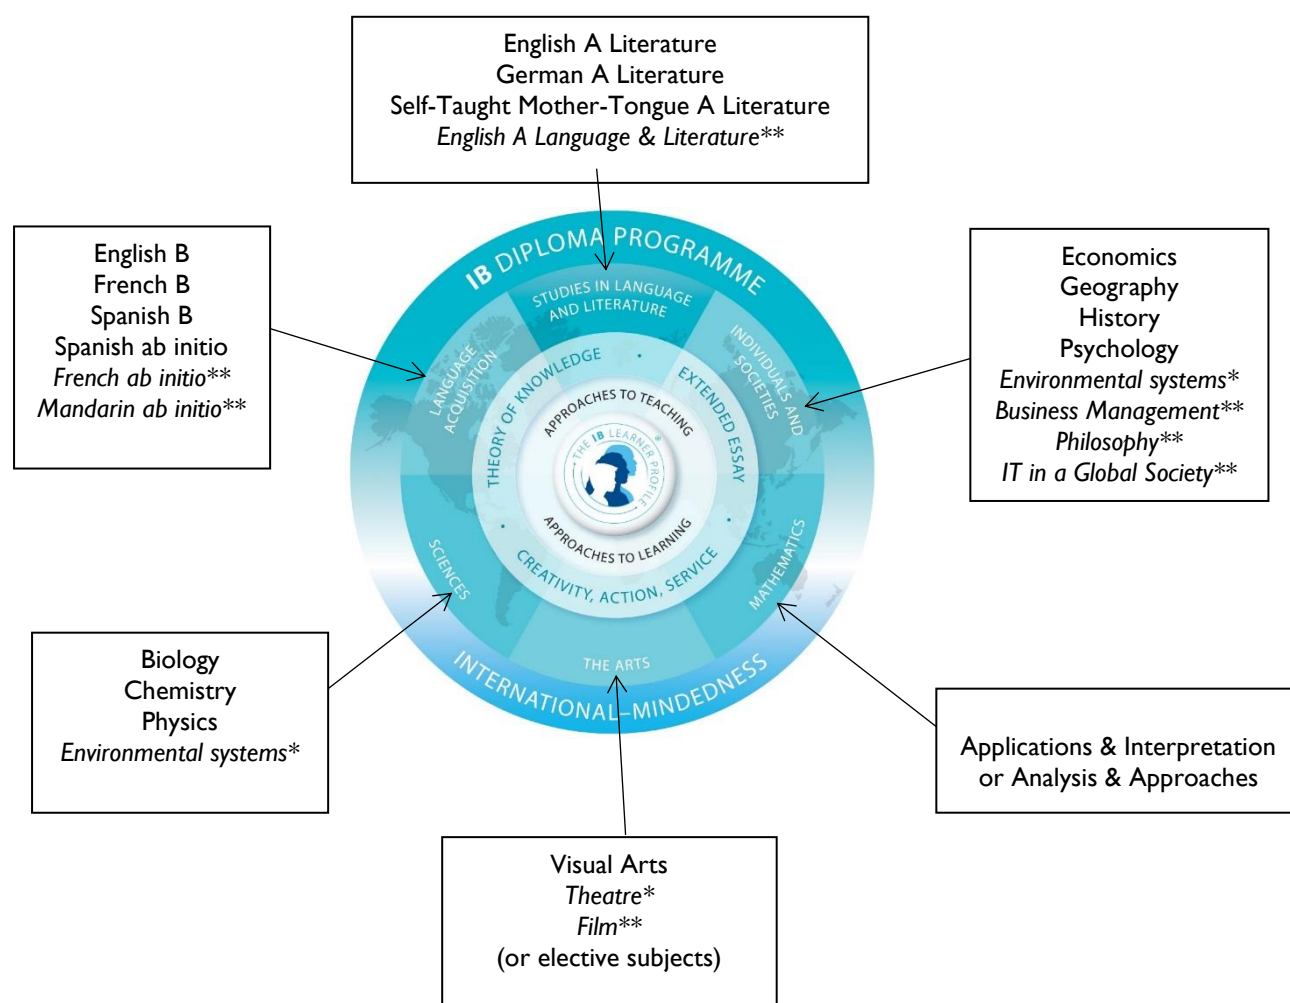 English A Literature
German A Literature
Self-Taught Mother-Tongue A Literature
English A Language & Literature**
English B
French B
Spanish B
Spanish ab initio
French ab initio**
Mandarin ab initio**
Economics
Geography
History
Psychology
Environmental systems*
Business Management**
Philosophy**
IT in a Global Society**
IB DIPLOMA PROGRAMME
STUDIES IN LANGUAGE
AND LITERATURE
LANGUAGE
ACQUISITION
INDIVIDUALS AND
SOCIETIES
THEORY OF KNOWLEDGE
EXTENDED ESSAY
APPROACHES TO TEACHING
THE IB LEARNER PROFILE
APPROACHES TO LEARNING
CREATIVITY, ACTION, SERVICE
SCIENCES
MATHEMATICS
THE ARTS
INTERNATIONAL–MINDEDNESS
Biology
Chemistry
Physics
Environmental systems*
Applications & Interpretation
or Analysis & Approaches
Visual Arts
Theatre*
Film**
(or elective subjects)